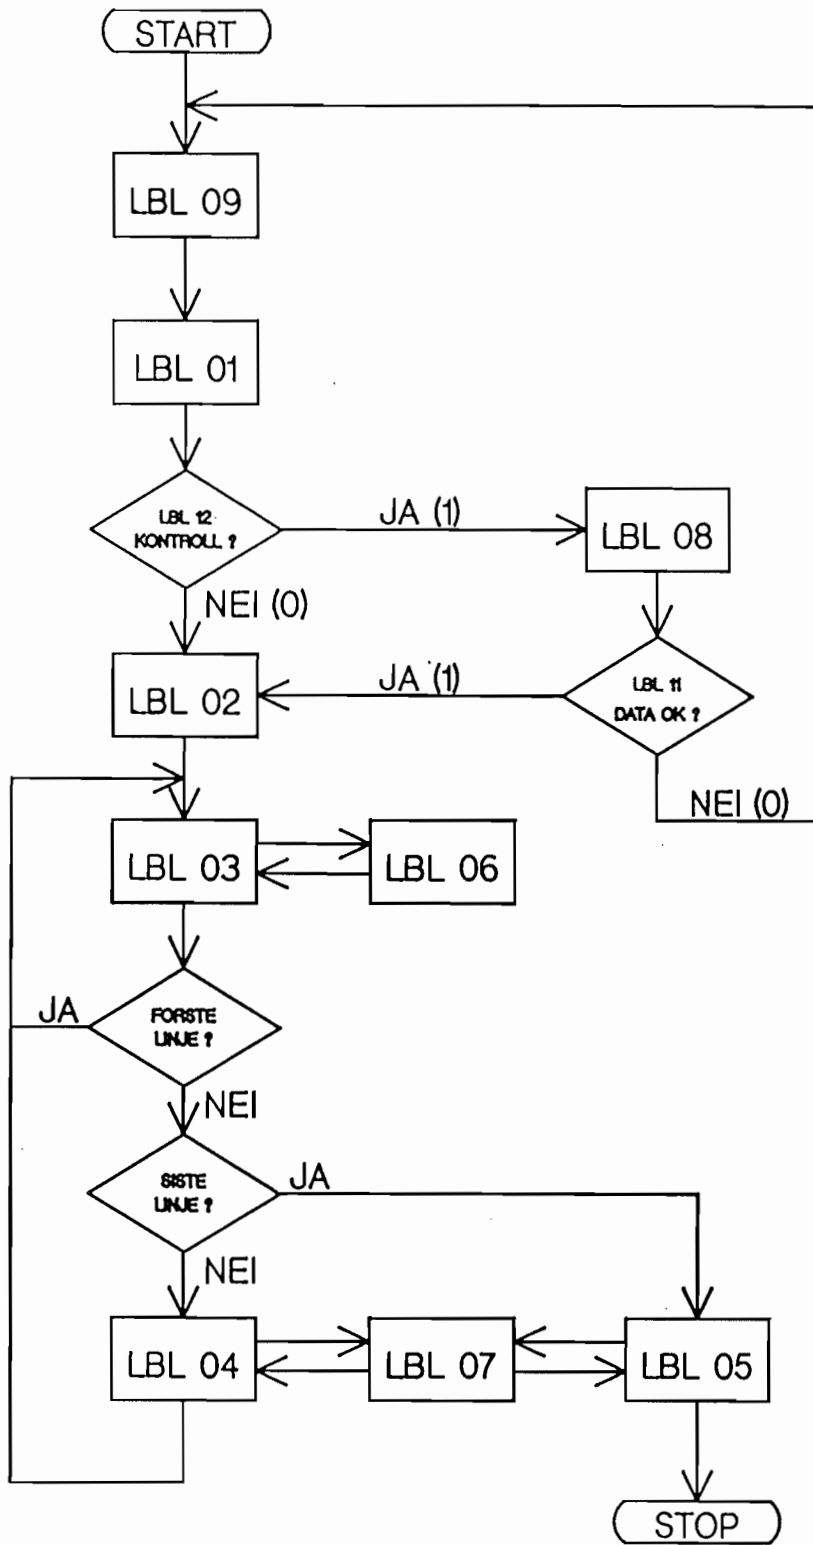 START
LBL 09
LBL 01
LBL 12
KONTROLL ?
JA (1)
LBL 08
NEI (0)
LBL 02
JA (1)
LBL 11
DATA OK ?
NEI (0)
LBL 03
LBL 06
JA
FORSTE
LINJE ?
NEI
SISTE
LINJE ?
JA
NEI
LBL 04
LBL 07
LBL 05
STOP